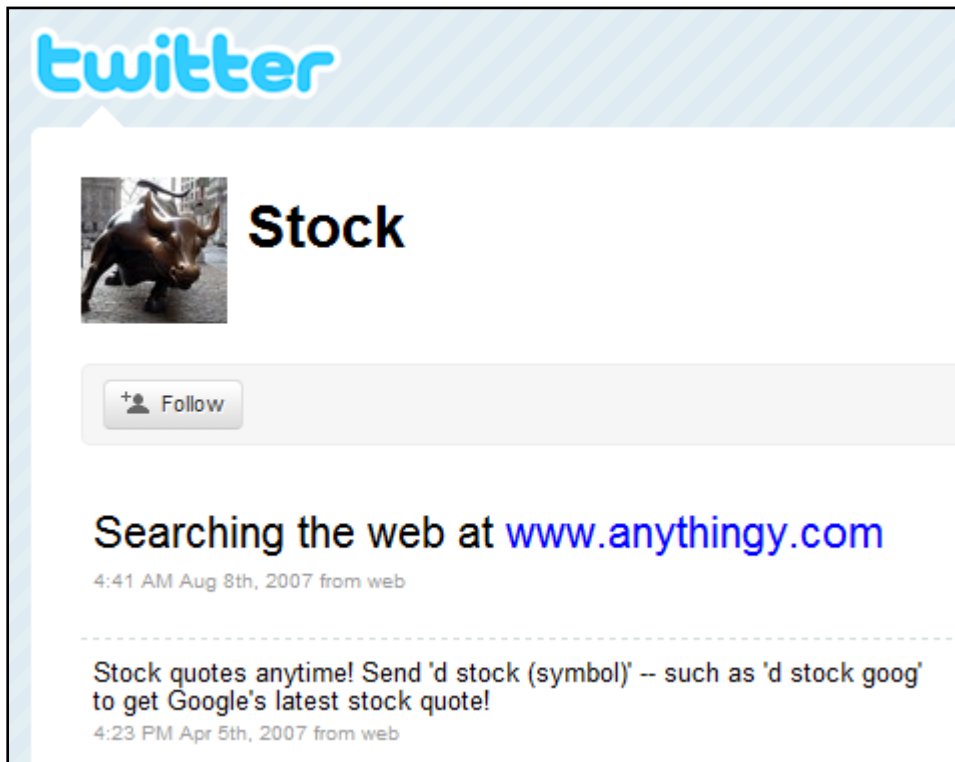 twitter
Stock
Follow
Searching the web at www.anythingy.com
4:41 AM Aug 8th, 2007 from web
Stock quotes anytime! Send 'd stock (symbol)' -- such as 'd stock goog'
to get Google's latest stock quote!
4:23 PM Apr 5th, 2007 from web